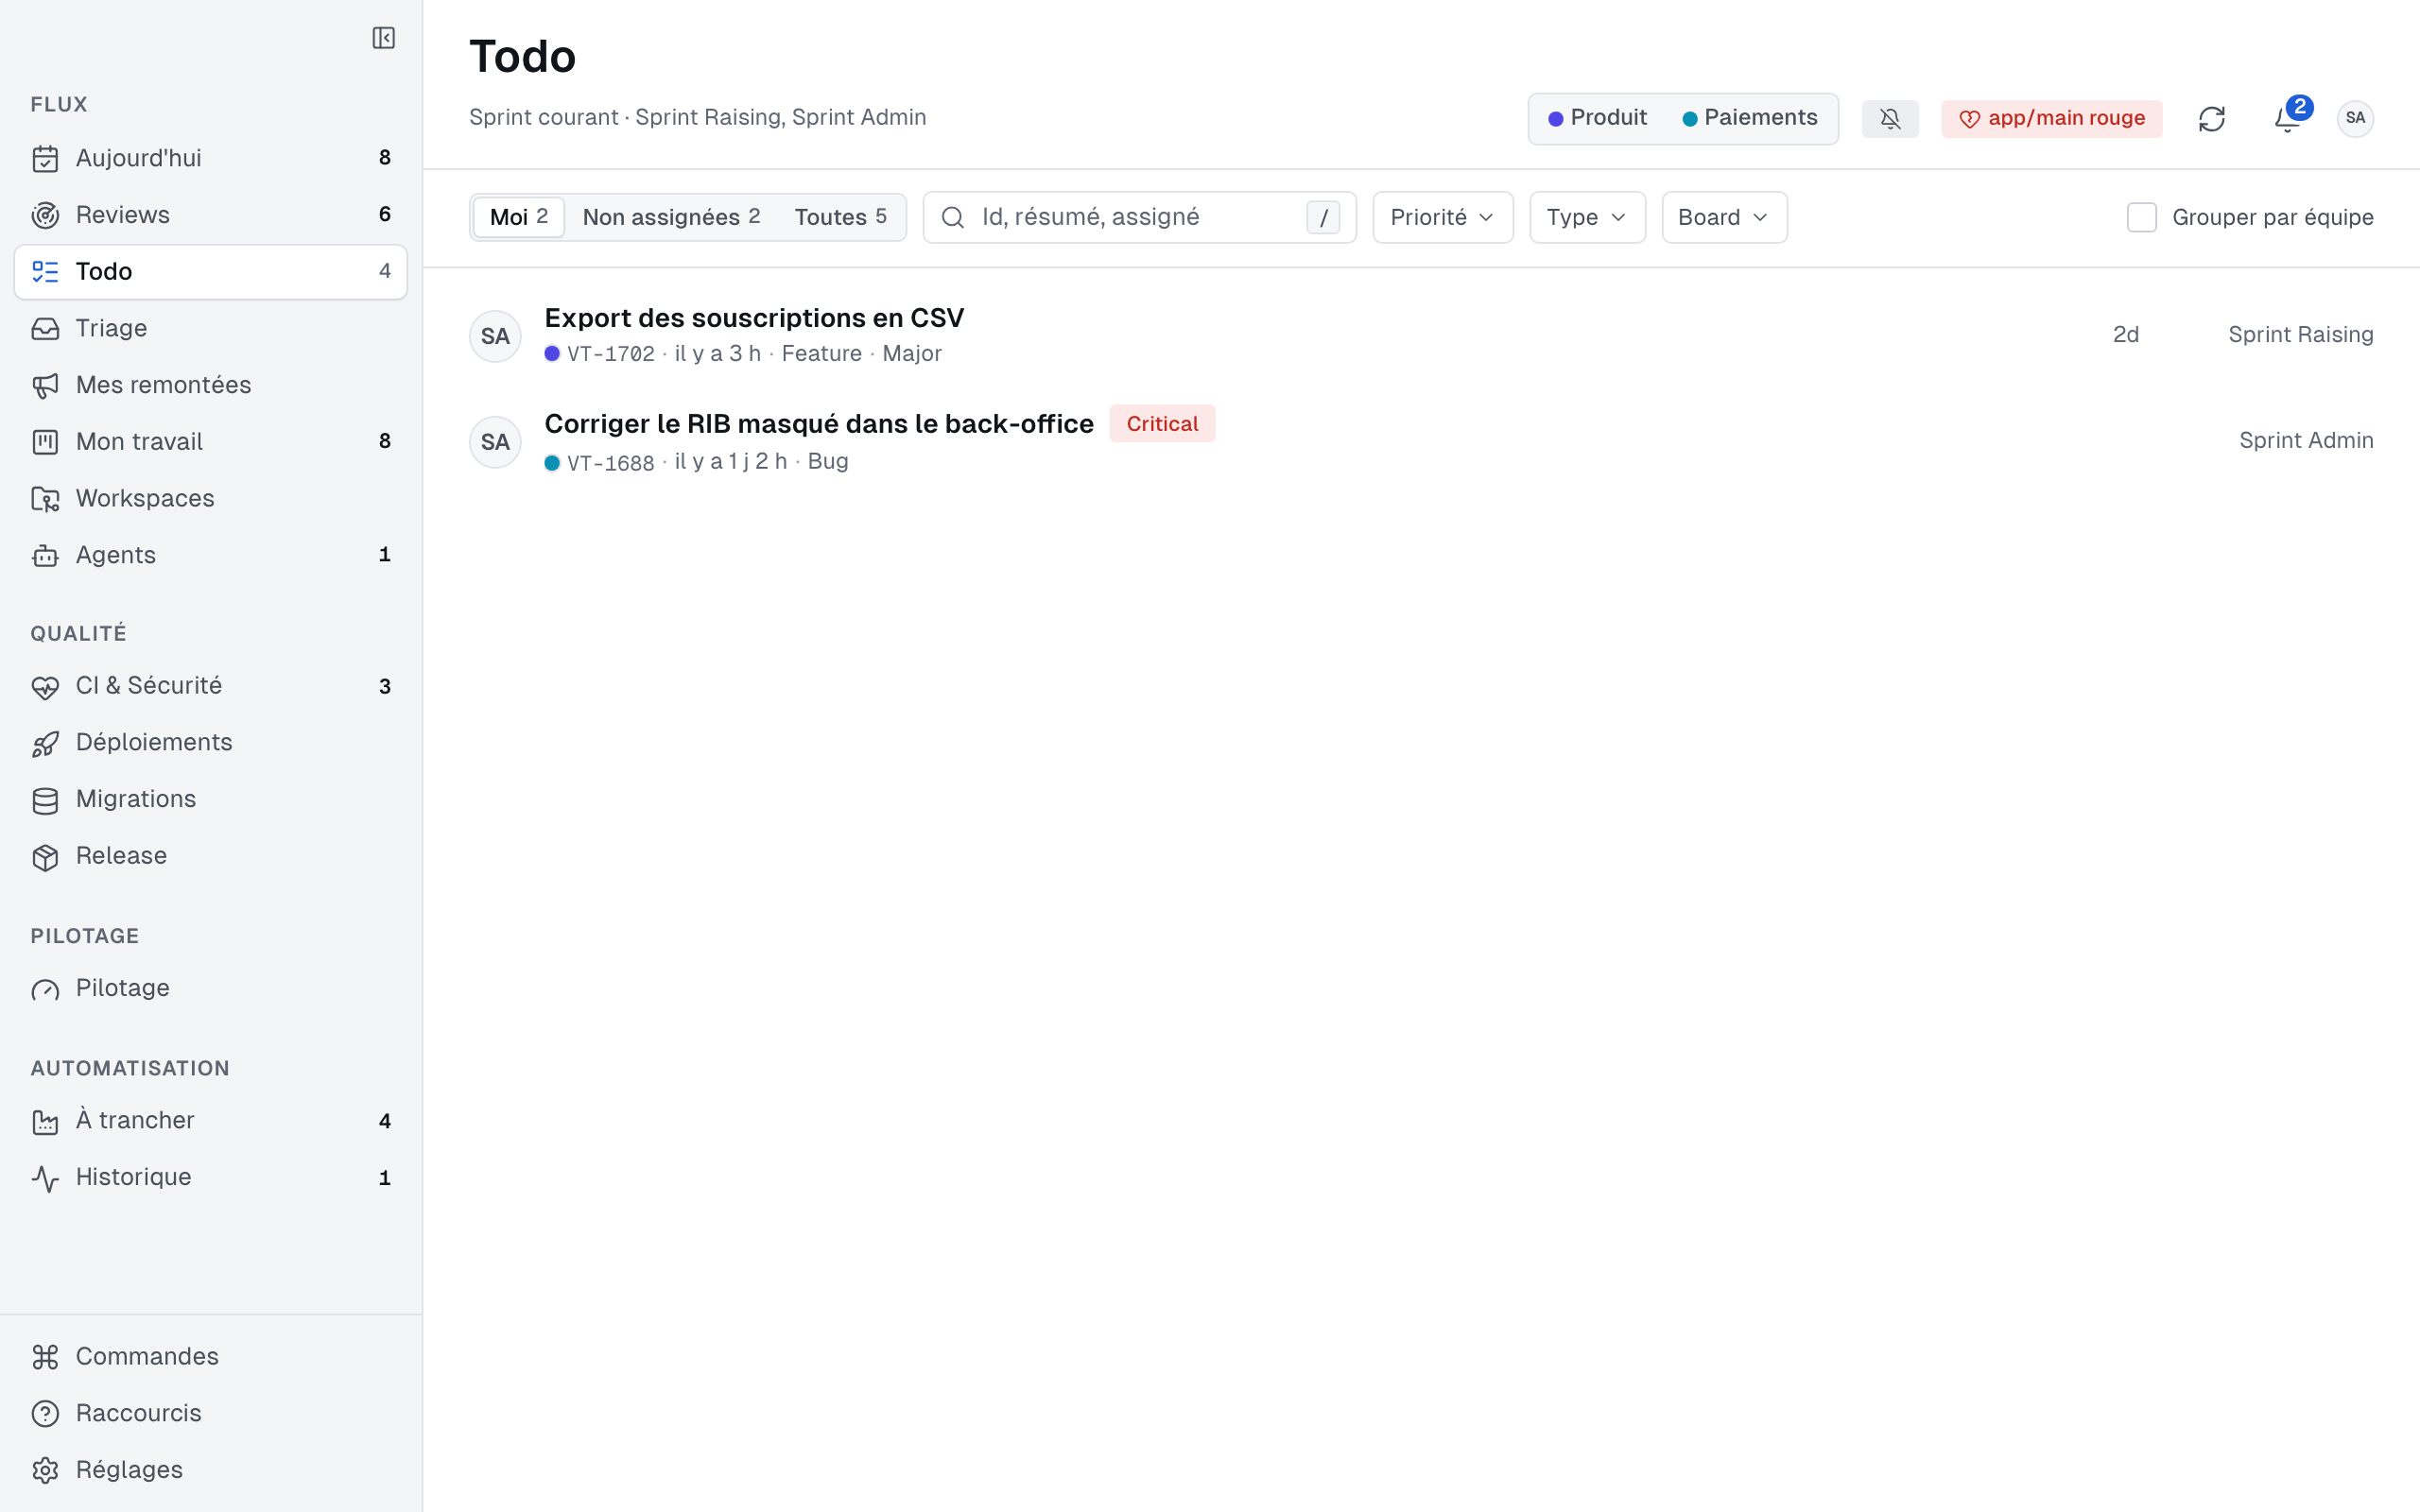 FLUX
Aujourd'hui 8
Reviews 6
Todo 4
Triage
Mes remontées
Mon travail 8
Workspaces
Agents 1
QUALITÉ
CI & Sécurité 3
Déploiements
Migrations
Release
PILOTAGE
Pilotage
AUTOMATISATION
À trancher 4
Historique 1
Commandes
Raccourcis
Réglages
Todo
Sprint courant · Sprint Raising, Sprint Admin
Produit Paiements app/main rouge 2 SA
Moi 2 Non assignées 2 Toutes 5 Id, résumé, assigné / Priorité Type Board Grouper par équipe
SA Export des souscriptions en CSV 2d Sprint Raising
VT-1702 · il y a 3 h · Feature · Major
SA Corriger le RIB masqué dans le back-office Critical Sprint Admin
VT-1688 · il y a 1 j 2 h · Bug